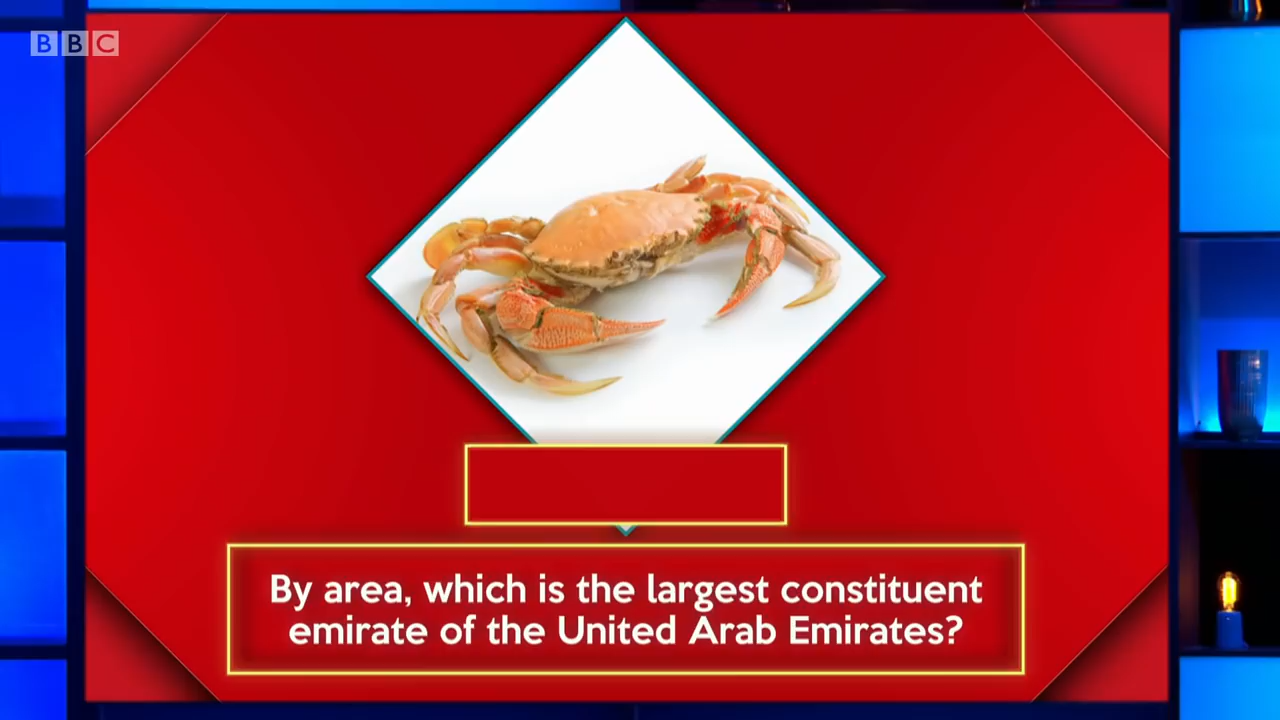 BBC
By area, which is the largest constituent
emirate of the United Arab Emirates?